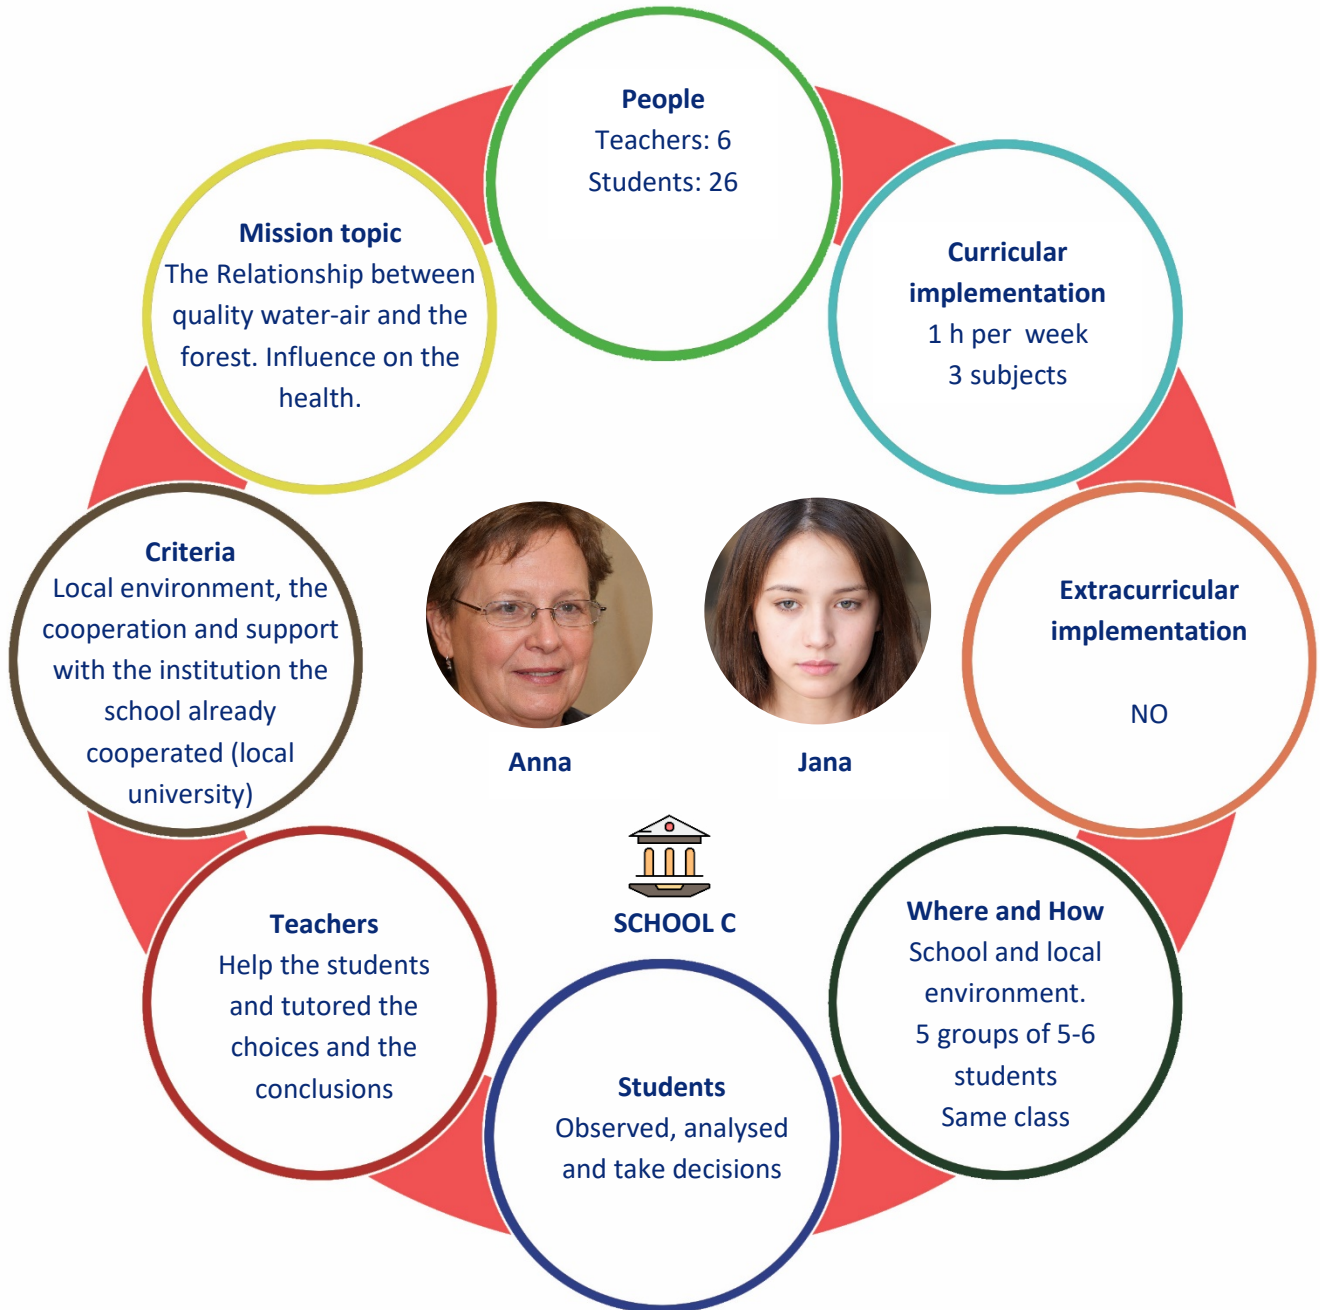 People
Teachers: 6
Students: 26
Curricular
implementation
1 h per week
3 subjects
Extracurricular
implementation
NO
Where and How
School and local
environment.
5 groups of 5-6
students
Same class
Students
Observed, analysed
and take decisions
Teachers
Help the students
and tutored the
choices and the
conclusions
Criteria
Local environment, the
cooperation and support
with the institution the
school already
cooperated (local
university)
Mission topic
The Relationship between
quality water-air and the
forest. Influence on the
health.
Anna
Jana
SCHOOL C